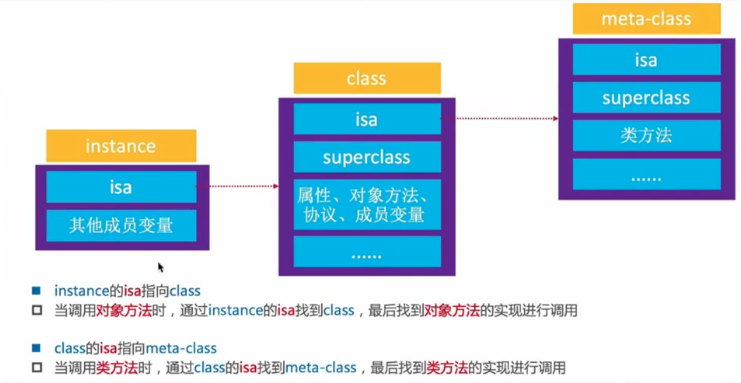 instance
isa
其他成员变量
class
isa
superclass
属性、对象方法、
协议、成员变量
......
meta-class
isa
superclass
类方法
......
instance的isa指向class
当调用对象方法时，通过instance的isa找到class，最后找到对象方法的实现进行调用
class的isa指向meta-class
当调用类方法时，通过class的isa找到meta-class，最后找到类方法的实现进行调用